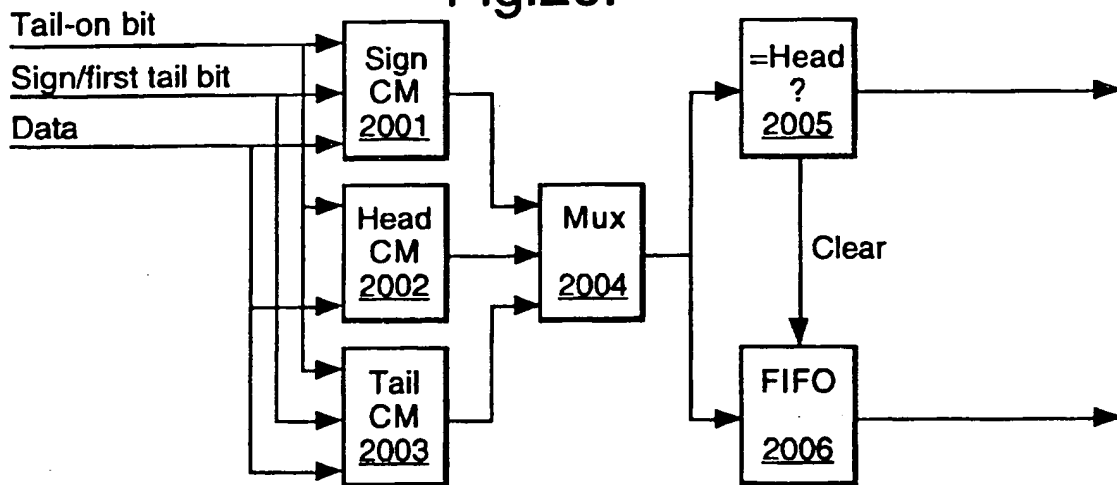 Tail-on bit
Sign/first tail bit
Data
Sign
CM
2001
Head
CM
2002
Tail
CM
2003
Mux
2004
=Head
?
2005
Clear
FIFO
2006